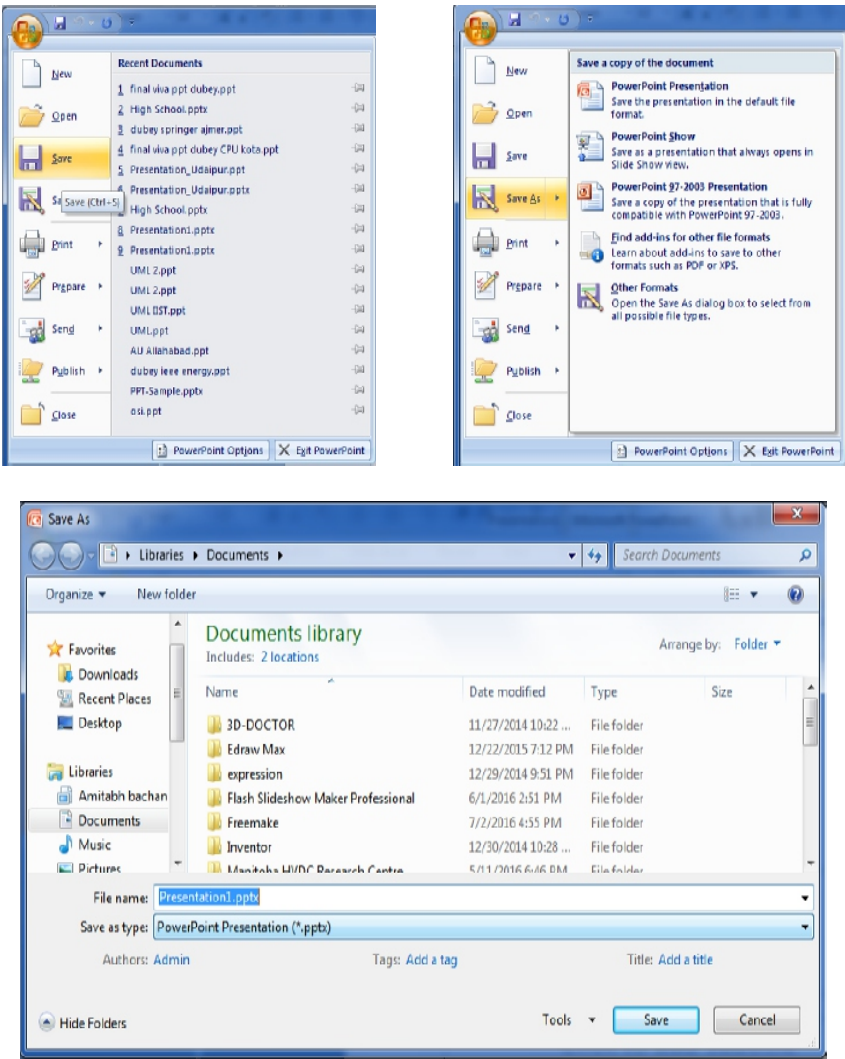 New
Open
Save
Sa
Save (Ctrl+S)
Print
Prepare
Send
Publish
Close
Recent Documents
1 final viva ppt dubey.ppt
2 High School.pptx
3 dubey springer ajmer.ppt
4 final viva ppt dubey CPU kota.ppt
5 Presentation_Udaipur.ppt
6 Presentation_Udaipur.pptx
High School.pptx
8 Presentation1.pptx
9 Presentation1.pptx
UML 2.ppt
UML 2.ppt
UML DST.ppt
UML.ppt
AU Allahabad.ppt
dubey ieee energy.ppt
PPT-Sample.pptx
osi.ppt
PowerPoint Options
Exit PowerPoint
New
Open
Save
Save As
Print
Prepare
Send
Publish
Close
Save a copy of the document
PowerPoint Presentation
Save the presentation in the default file
format.
PowerPoint Show
Save as a presentation that always opens in
Slide Show view.
PowerPoint 97-2003 Presentation
Save a copy of the presentation that is fully
compatible with PowerPoint 97-2003.
Find add-ins for other file formats
Learn about add-ins to save to other
formats such as PDF or XPS.
Other Formats
Open the Save As dialog box to select from
all possible file types.
PowerPoint Options
Exit PowerPoint
Save As
Libraries Documents
Search Documents
Organize New folder
Favorites
Downloads
Recent Places
Desktop
Libraries
Amitabh bachan
Documents
Music
Pictures
Documents library
Includes: 2 locations
Arrange by: Folder
Name Date modified Type Size
3D-DOCTOR 11/27/2014 10:22 ... File folder
Edraw Max 12/22/2015 7:12 PM File folder
expression 12/29/2014 9:51 PM File folder
Flash Slideshow Maker Professional 6/1/2016 2:51 PM File folder
Freemake 7/2/2016 4:55 PM File folder
Inventor 12/30/2014 10:28 ... File folder
Manitoba HVDC Research Centre 5/11/2016 6:46 PM File folder
File name: Presentation1.pptx
Save as type: PowerPoint Presentation (*.pptx)
Authors: Admin Tags: Add a tag Title: Add a title
Hide Folders Tools Save Cancel